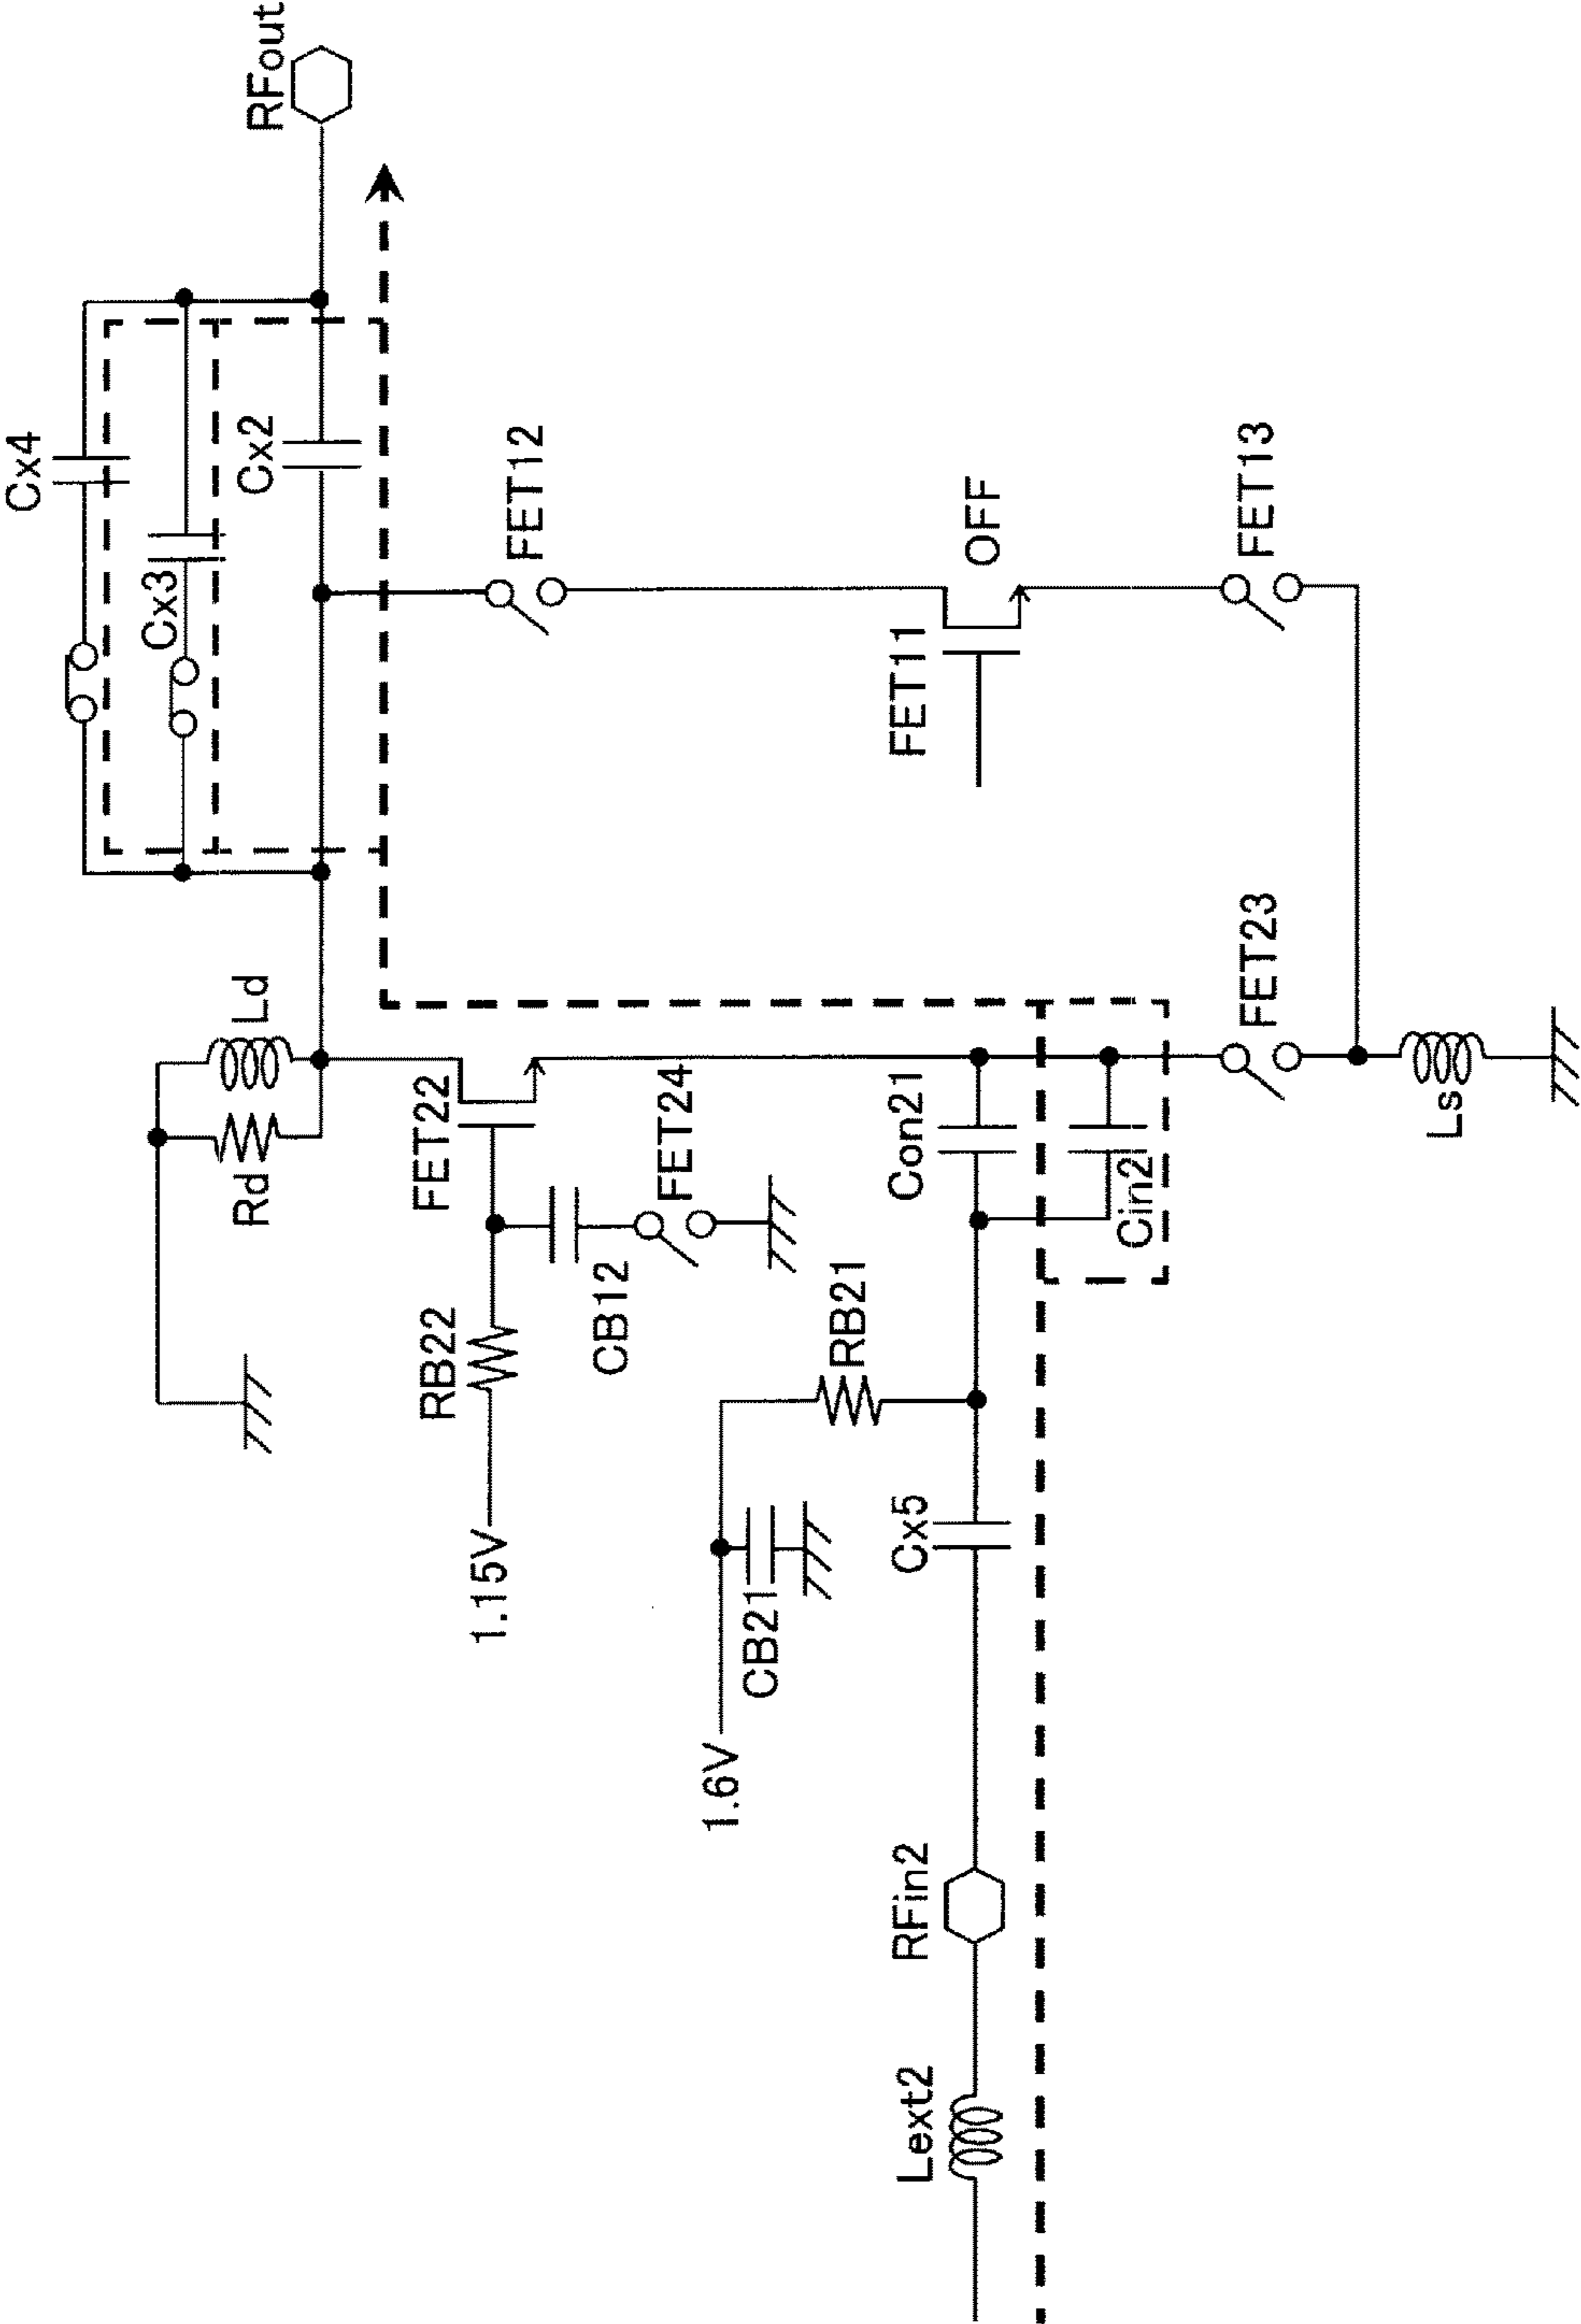 RFout
Cx4
Cx3
Cx2
FET12
OFF
FET11
FET13
Ld
Rd
FET22
FET24
FET23
Con21
Cin2
Ls
RB22
CB12
RB21
1.15V
Cx5
CB21
1.6V
RFin2
Lext2